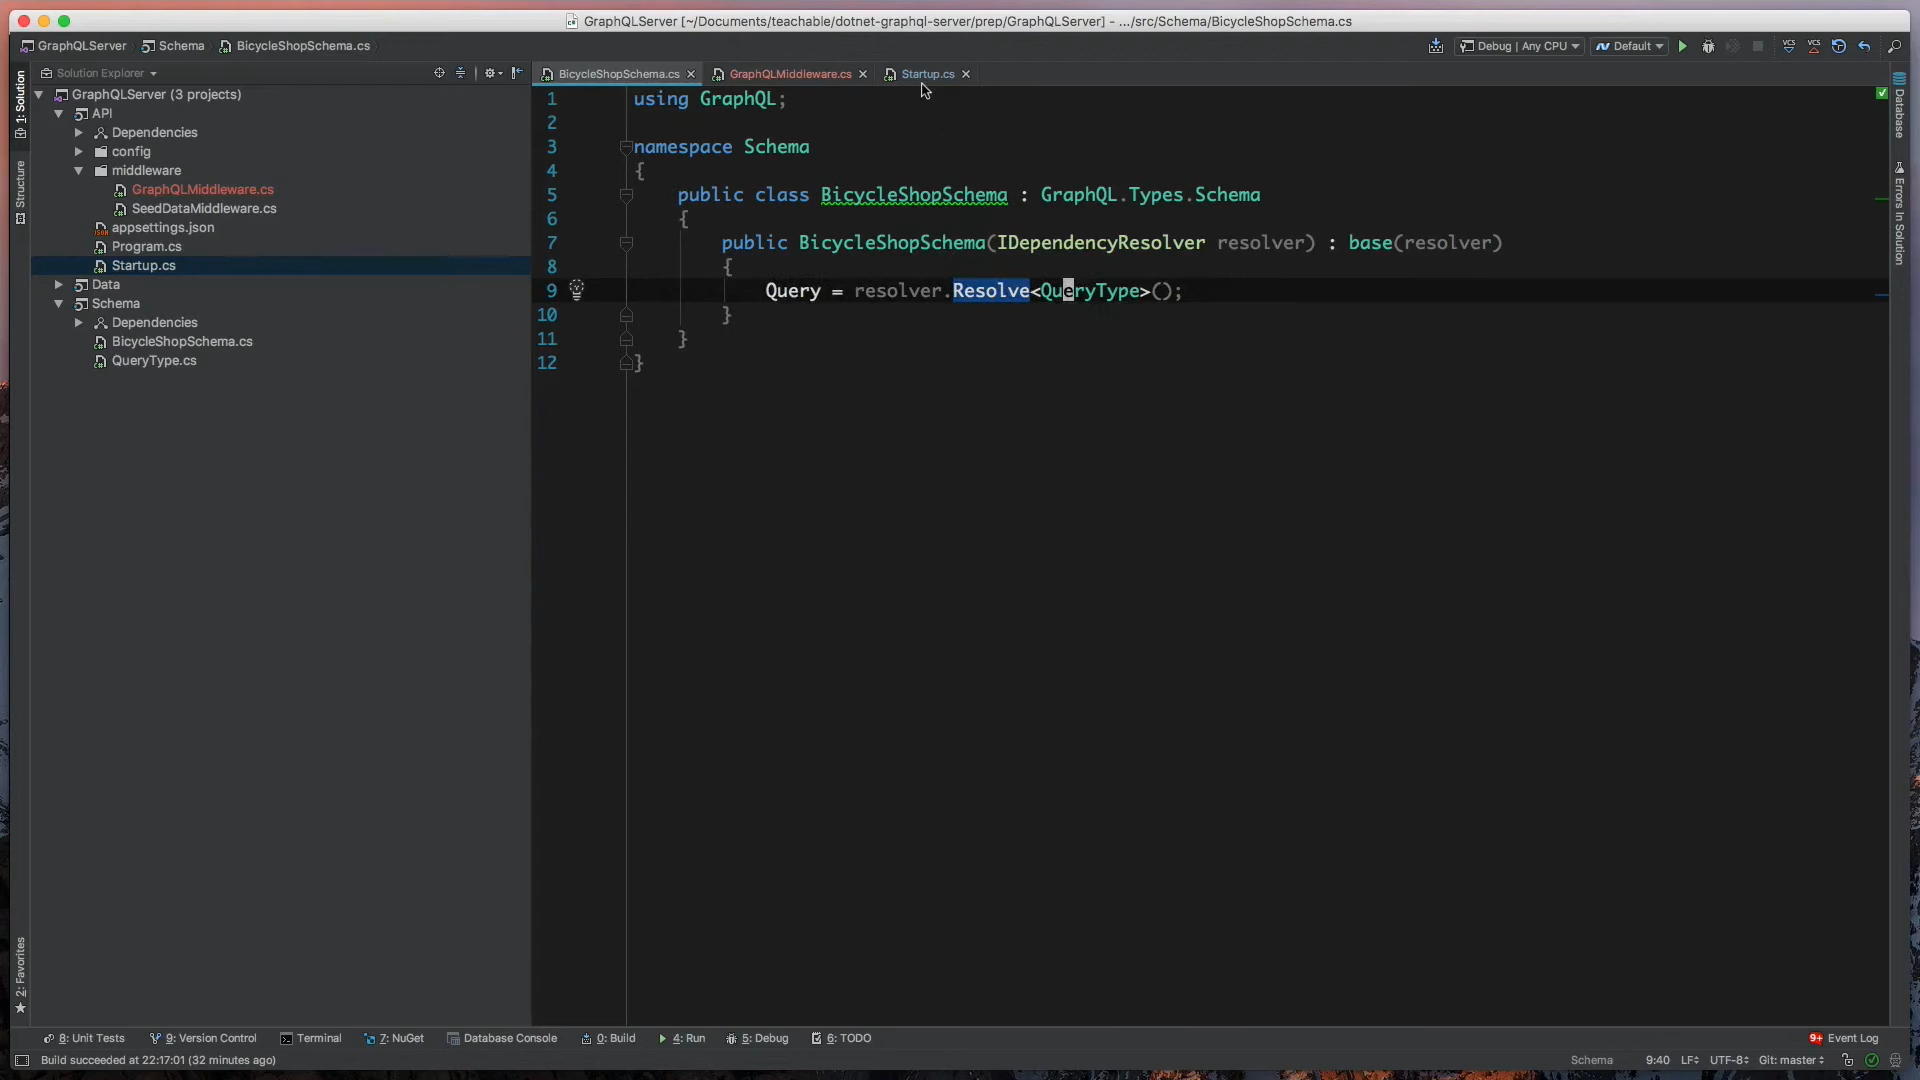 GraphQLServer [~/Documents/teachable/dotnet-graphql-server/prep/GraphQLServer] - .../src/Schema/BicycleShopSchema.cs
GraphQLServer Schema BicycleShopSchema.cs
Debug | Any CPU Default VCS VCS
Solution Explorer
BicycleShopSchema.cs GraphQLMiddleware.cs Startup.cs
GraphQLServer (3 projects)
API
Dependencies
config
middleware
GraphQLMiddleware.cs
SeedDataMiddleware.cs
appsettings.json
Program.cs
Startup.cs
Data
Schema
Dependencies
BicycleShopSchema.cs
QueryType.cs
1 using GraphQL;
2
3 namespace Schema
4 {
5 public class BicycleShopSchema : GraphQL.Types.Schema
6 {
7 public BicycleShopSchema(IDependencyResolver resolver) : base(resolver)
8 {
9 Query = resolver.Resolve<QueryType>();
10 }
11 }
12 }
1: Solution
Structure
2: Favorites
Database
Errors In Solution
8: Unit Tests 9: Version Control Terminal 7: NuGet Database Console 0: Build 4: Run 5: Debug 6: TODO 9+ Event Log
Build succeeded at 22:17:01 (32 minutes ago) Schema 9:40 LF UTF-8 Git: master